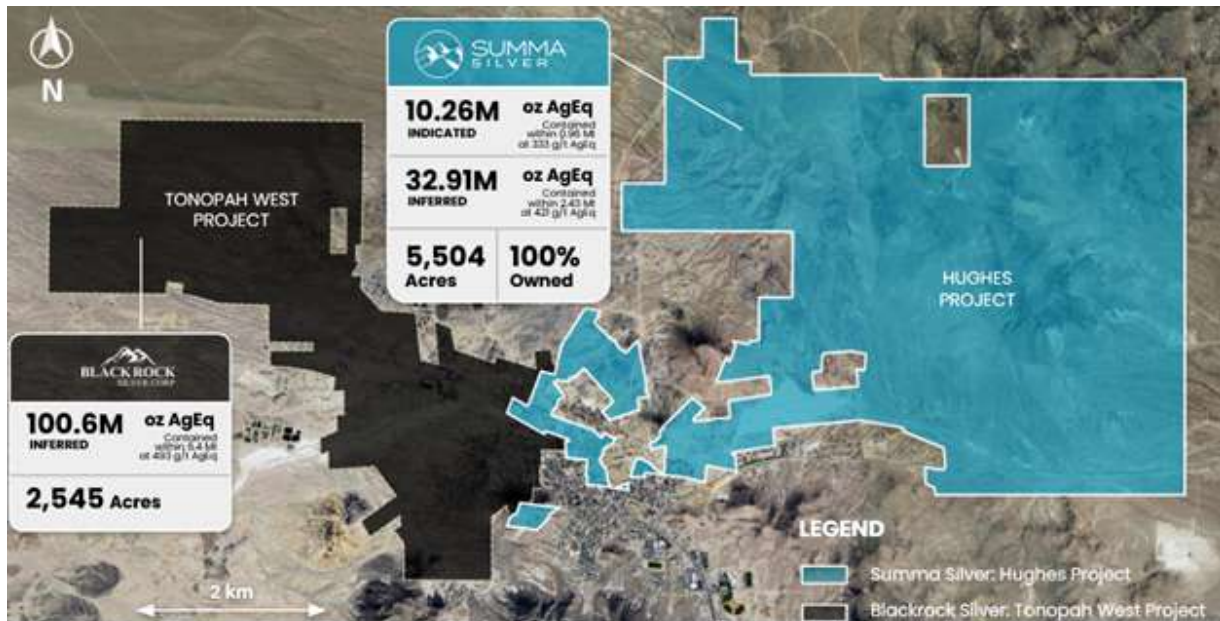 N
SUMMA
SILVER
10.26M
INDICATED
oz AgEq
Contained
within 0.96 Mt
at 333 g/t AgEq
32.91M
INFERRED
oz AgEq
Contained
within 2.43 Mt
at 421 g/t AgEq
5,504
Acres
100%
Owned
TONOPAH WEST
PROJECT
HUGHES
PROJECT
BLACKROCK
SILVER CORP
100.6M
INFERRED
oz AgEq
Contained
within 6.4 Mt
at 493 g/t AgEq
2,545 Acres
2 km
LEGEND
Summa Silver: Hughes Project
Blackrock Silver: Tonopah West Project